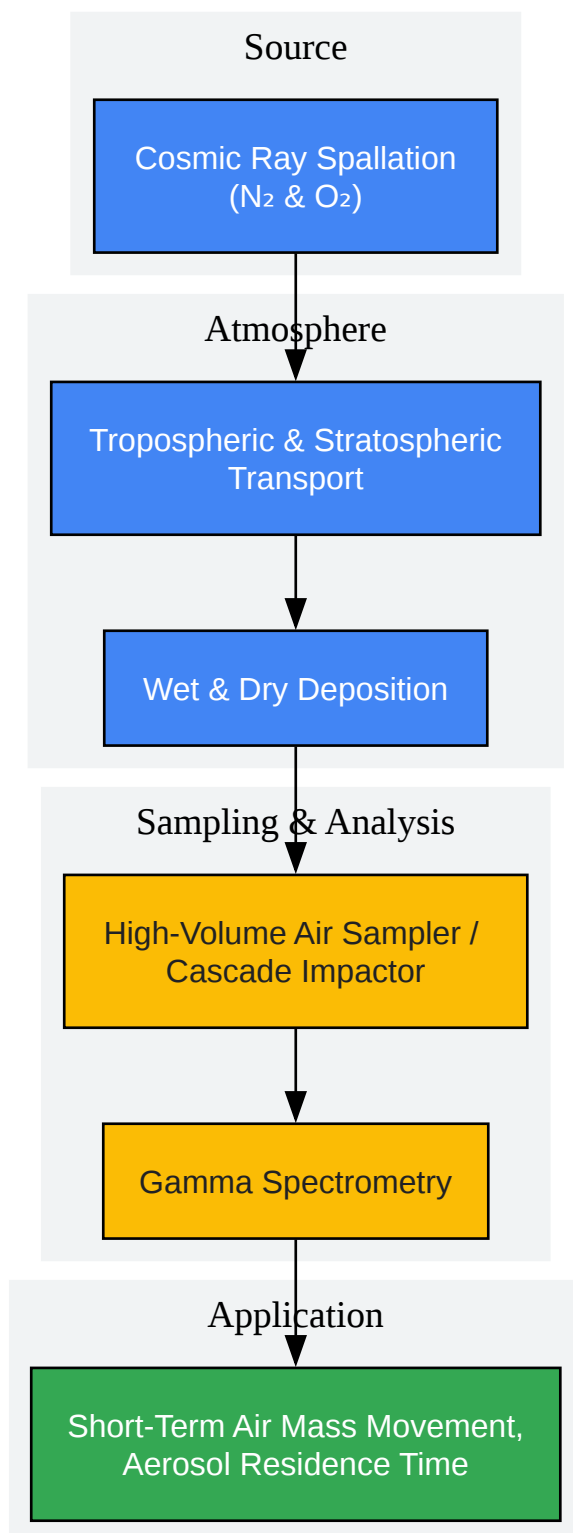 Source
Cosmic Ray Spallation
(N₂ & O₂)
Atmosphere
Tropospheric & Stratospheric
Transport
Wet & Dry Deposition
Sampling & Analysis
High-Volume Air Sampler /
Cascade Impactor
Gamma Spectrometry
Application
Short-Term Air Mass Movement,
Aerosol Residence Time